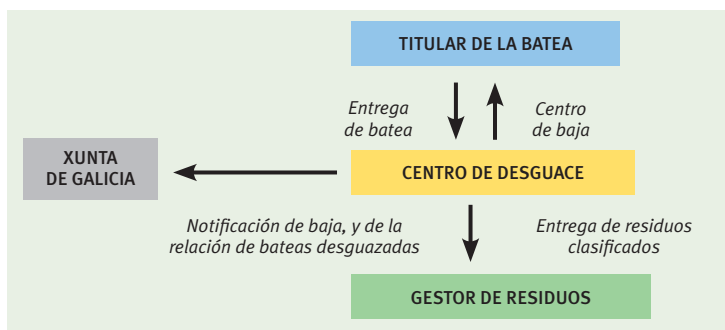 TITULAR DE LA BATEA
Entrega
de batea
Centro
de baja
XUNTA
DE GALICIA
CENTRO DE DESGUACE
Notificación de baja, y de la
relación de bateas desguazadas
Entrega de residuos
clasificados
GESTOR DE RESIDUOS